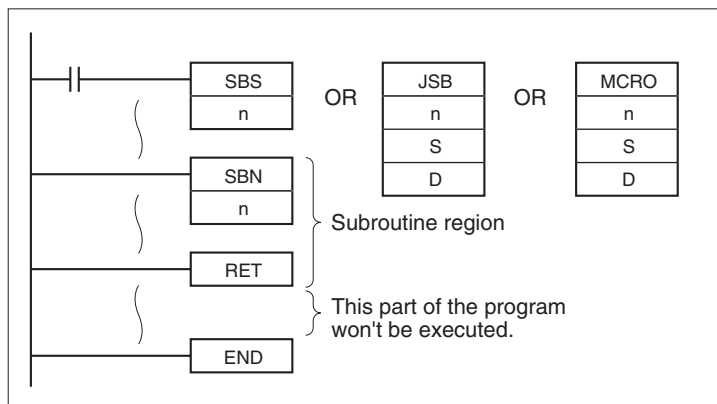 SBS OR JSB OR MCRO
n n n
S S
D D
SBN
n
Subroutine region
RET
This part of the program
won't be executed.
END